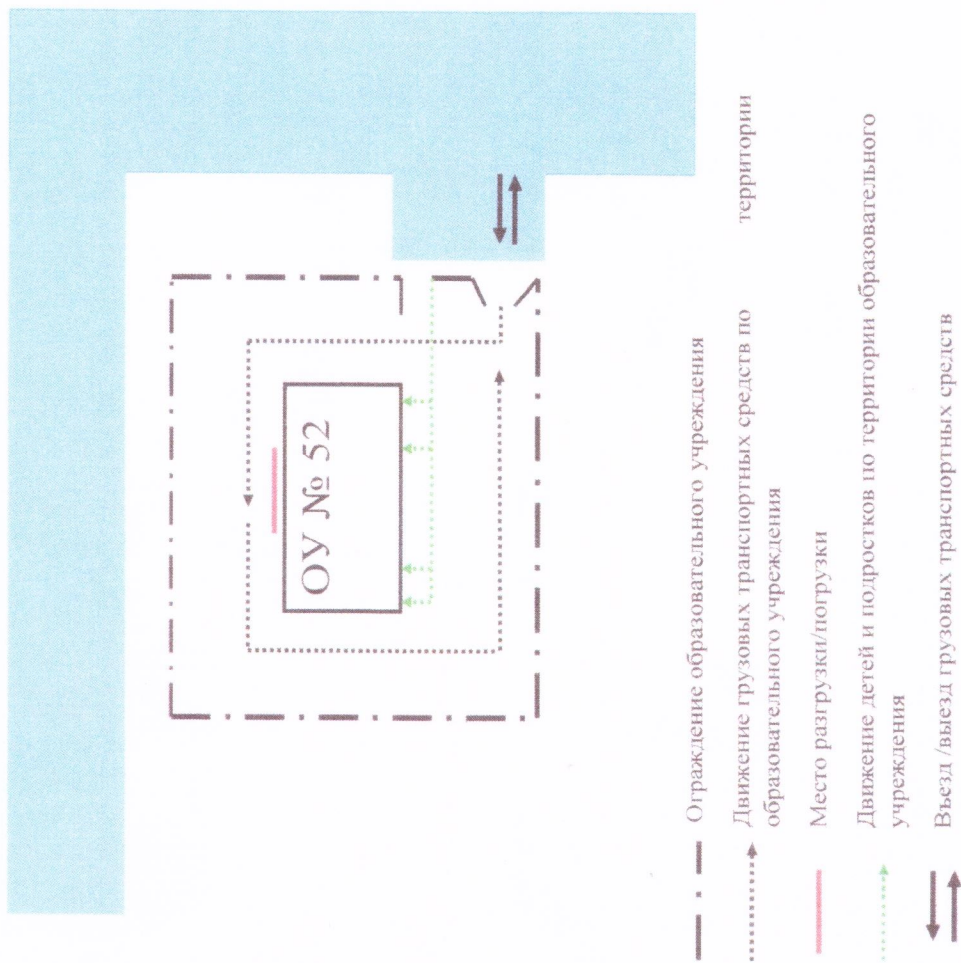 ОУ № 52
Ограждение образовательного учреждения
Движение грузовых транспортных средств по территории
образовательного учреждения
Место разгрузки/погрузки
Движение детей и подростков по территории образовательного
учреждения
Въезд /выезд грузовых транспортных средств